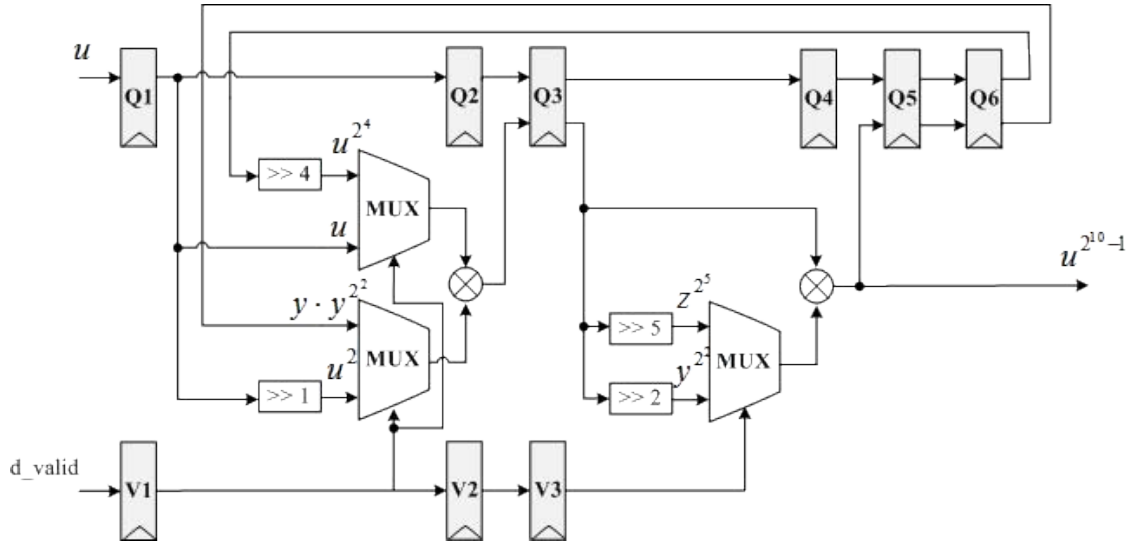 u
Q1
Q2
Q3
Q4
Q5
Q6
>> 4
u^{2^4}
MUX
u
u^{2^{10}-1}
y · y^{2^2}
MUX
u^2
>> 1
>> 5
z^{2^5}
MUX
>> 2
y^{2^2}
d_valid
V1
V2
V3